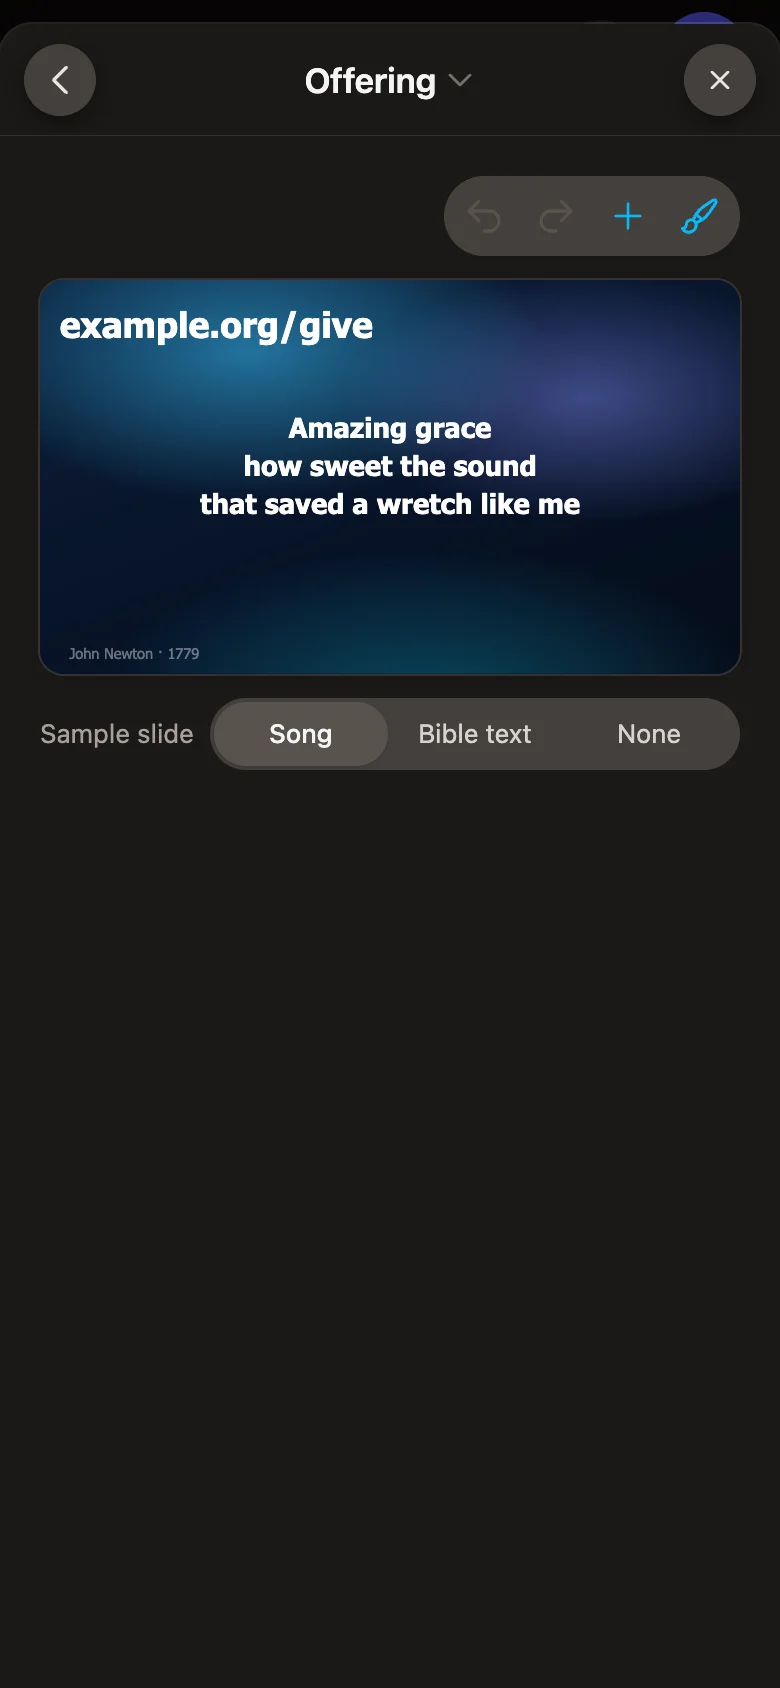 Offering
example.org/give
Amazing grace
how sweet the sound
that saved a wretch like me
John Newton · 1779
Sample slide
Song
Bible text
None